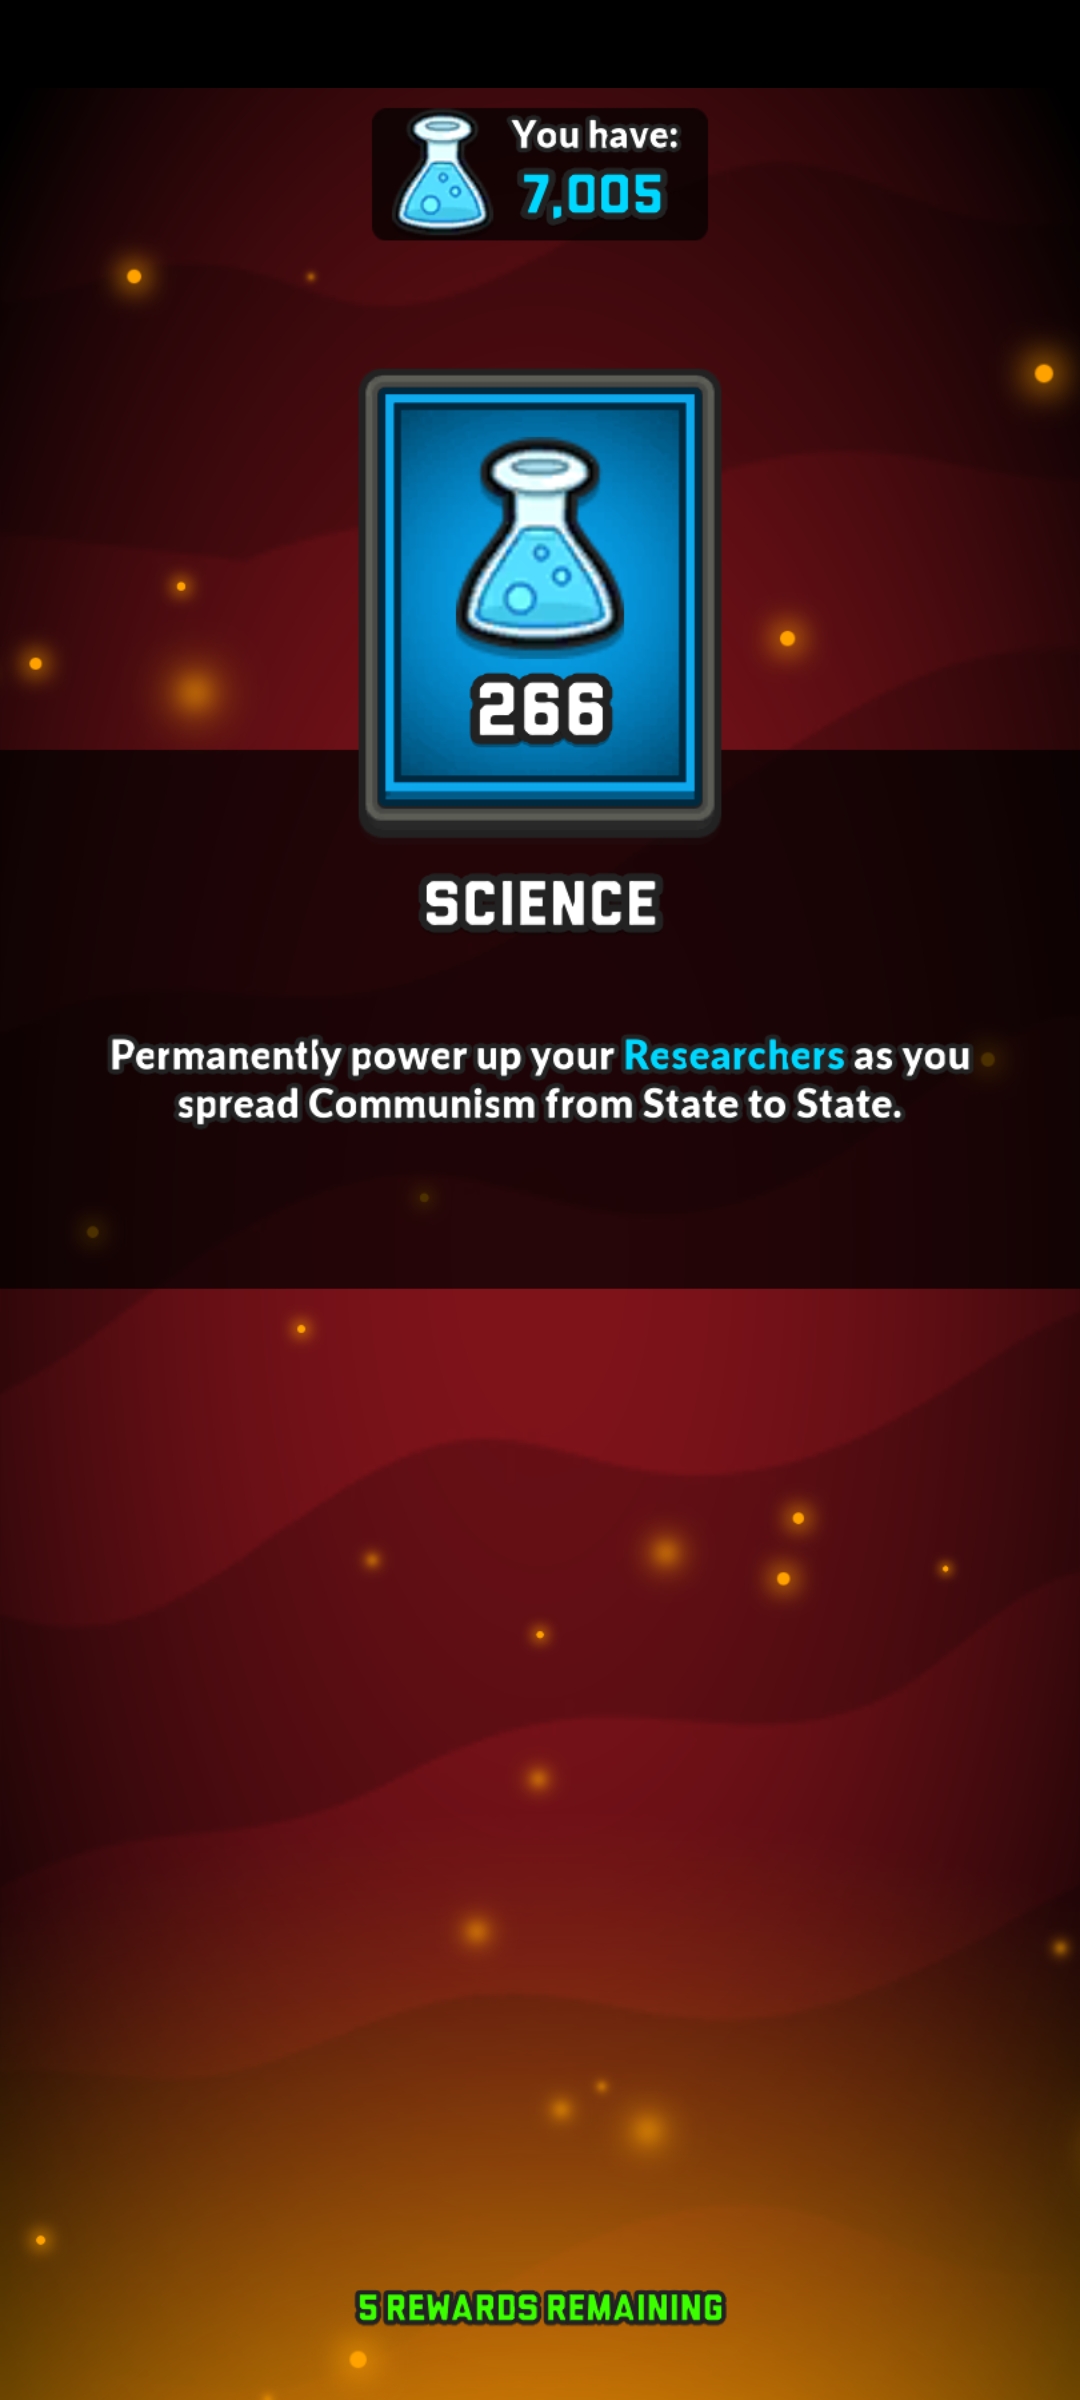 You have:
7,005
266
SCIENCE
Permanently power up your Researchers as you
spread Communism from State to State.
5 REWARDS REMAINING